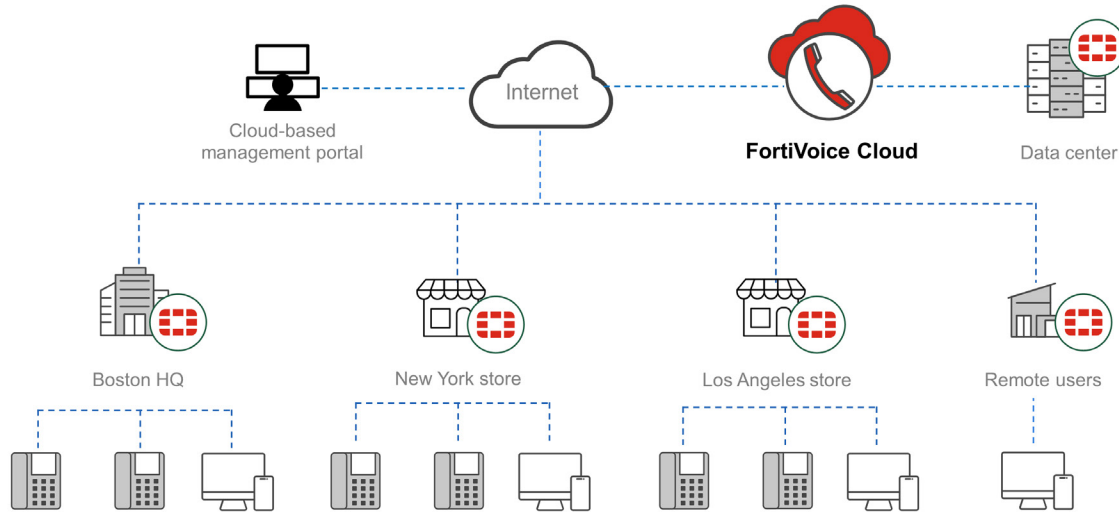 Internet
Cloud-based
management portal
FortiVoice Cloud
Data center
Boston HQ
New York store
Los Angeles store
Remote users